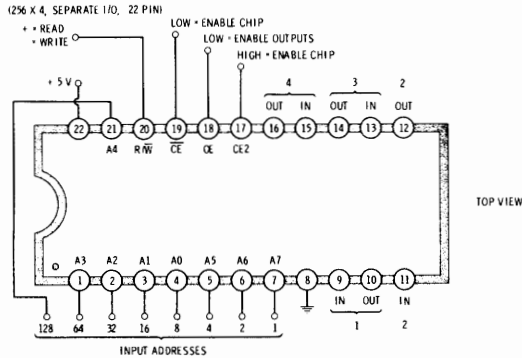 (256 X 4, SEPARATE I/O, 22 PIN)
+ = READ
- = WRITE
LOW = ENABLE CHIP
LOW = ENABLE OUTPUTS
HIGH = ENABLE CHIP
+ 5 V
4
3
2
OUT IN OUT IN OUT
22 21 20 19 18 17 16 15 14 13 12
A4 R/W CE OE CE2
TOP VIEW
A3 A2 A1 A0 A5 A6 A7
1 2 3 4 5 6 7 8 9 10 11
IN OUT IN
128 64 32 16 8 4 2 1
1 2
INPUT ADDRESSES